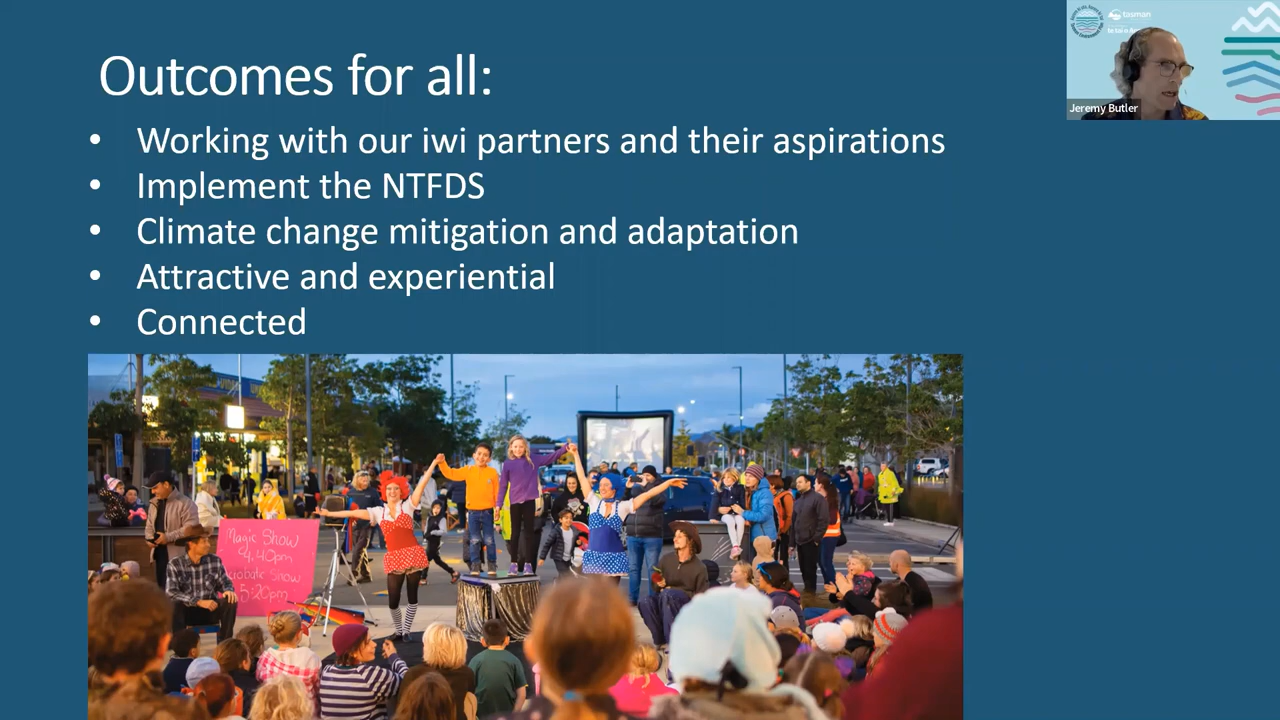 Outcomes for all:
• Working with our iwi partners and their aspirations
• Implement the NTFDS
• Climate change mitigation and adaptation
• Attractive and experiential
• Connected
tasman
Jeremy Butler
Magic Show
4.40pm
Acrobatic Show
5:20pm